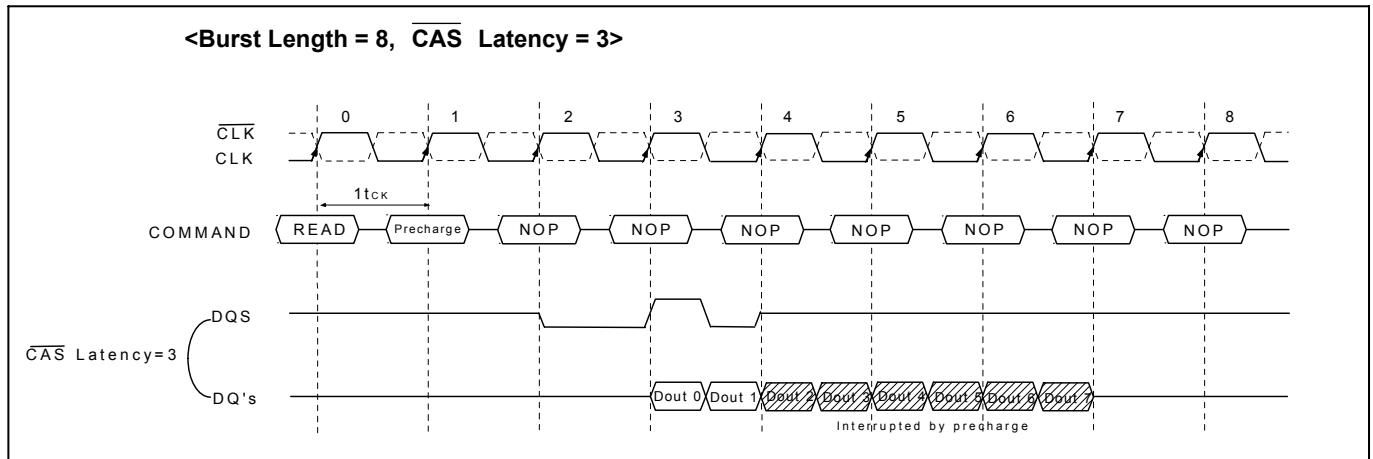 <Burst Length = 8, CAS Latency = 3>
0 1 2 3 4 5 6 7 8
CLK
CLK
1tCK
COMMAND READ Precharge NOP NOP NOP NOP NOP NOP NOP
DQS
CAS Latency=3
DQ's Dout 0 Dout 1 Dout 2 Dout 3 Dout 4 Dout 5 Dout 6 Dout 7
Interrupted by precharge